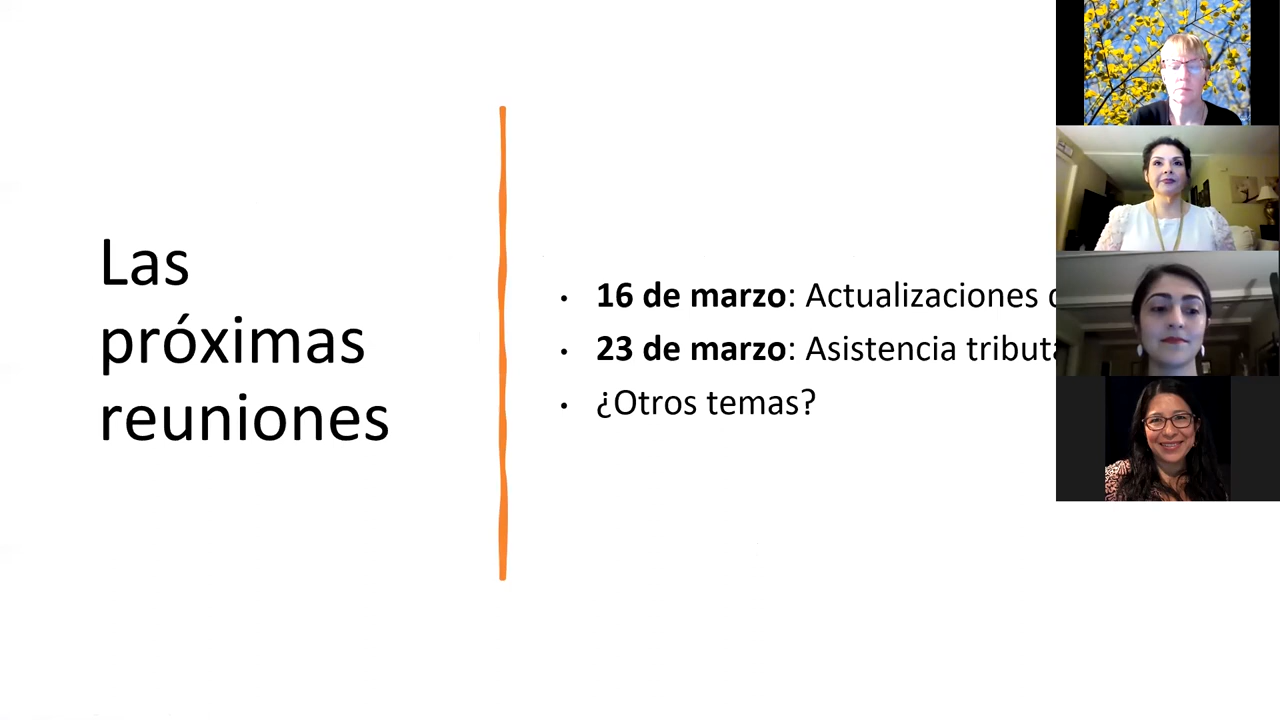 Las
próximas
reuniones
16 de marzo: Actualizaciones
23 de marzo: Asistencia
¿Otros temas?